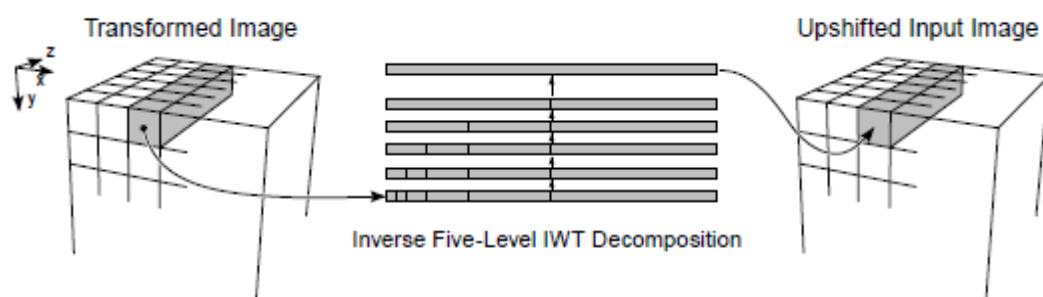 Transformed Image
Upshifted Input Image
z
x
y
z
x
y
Inverse Five-Level IWT Decomposition